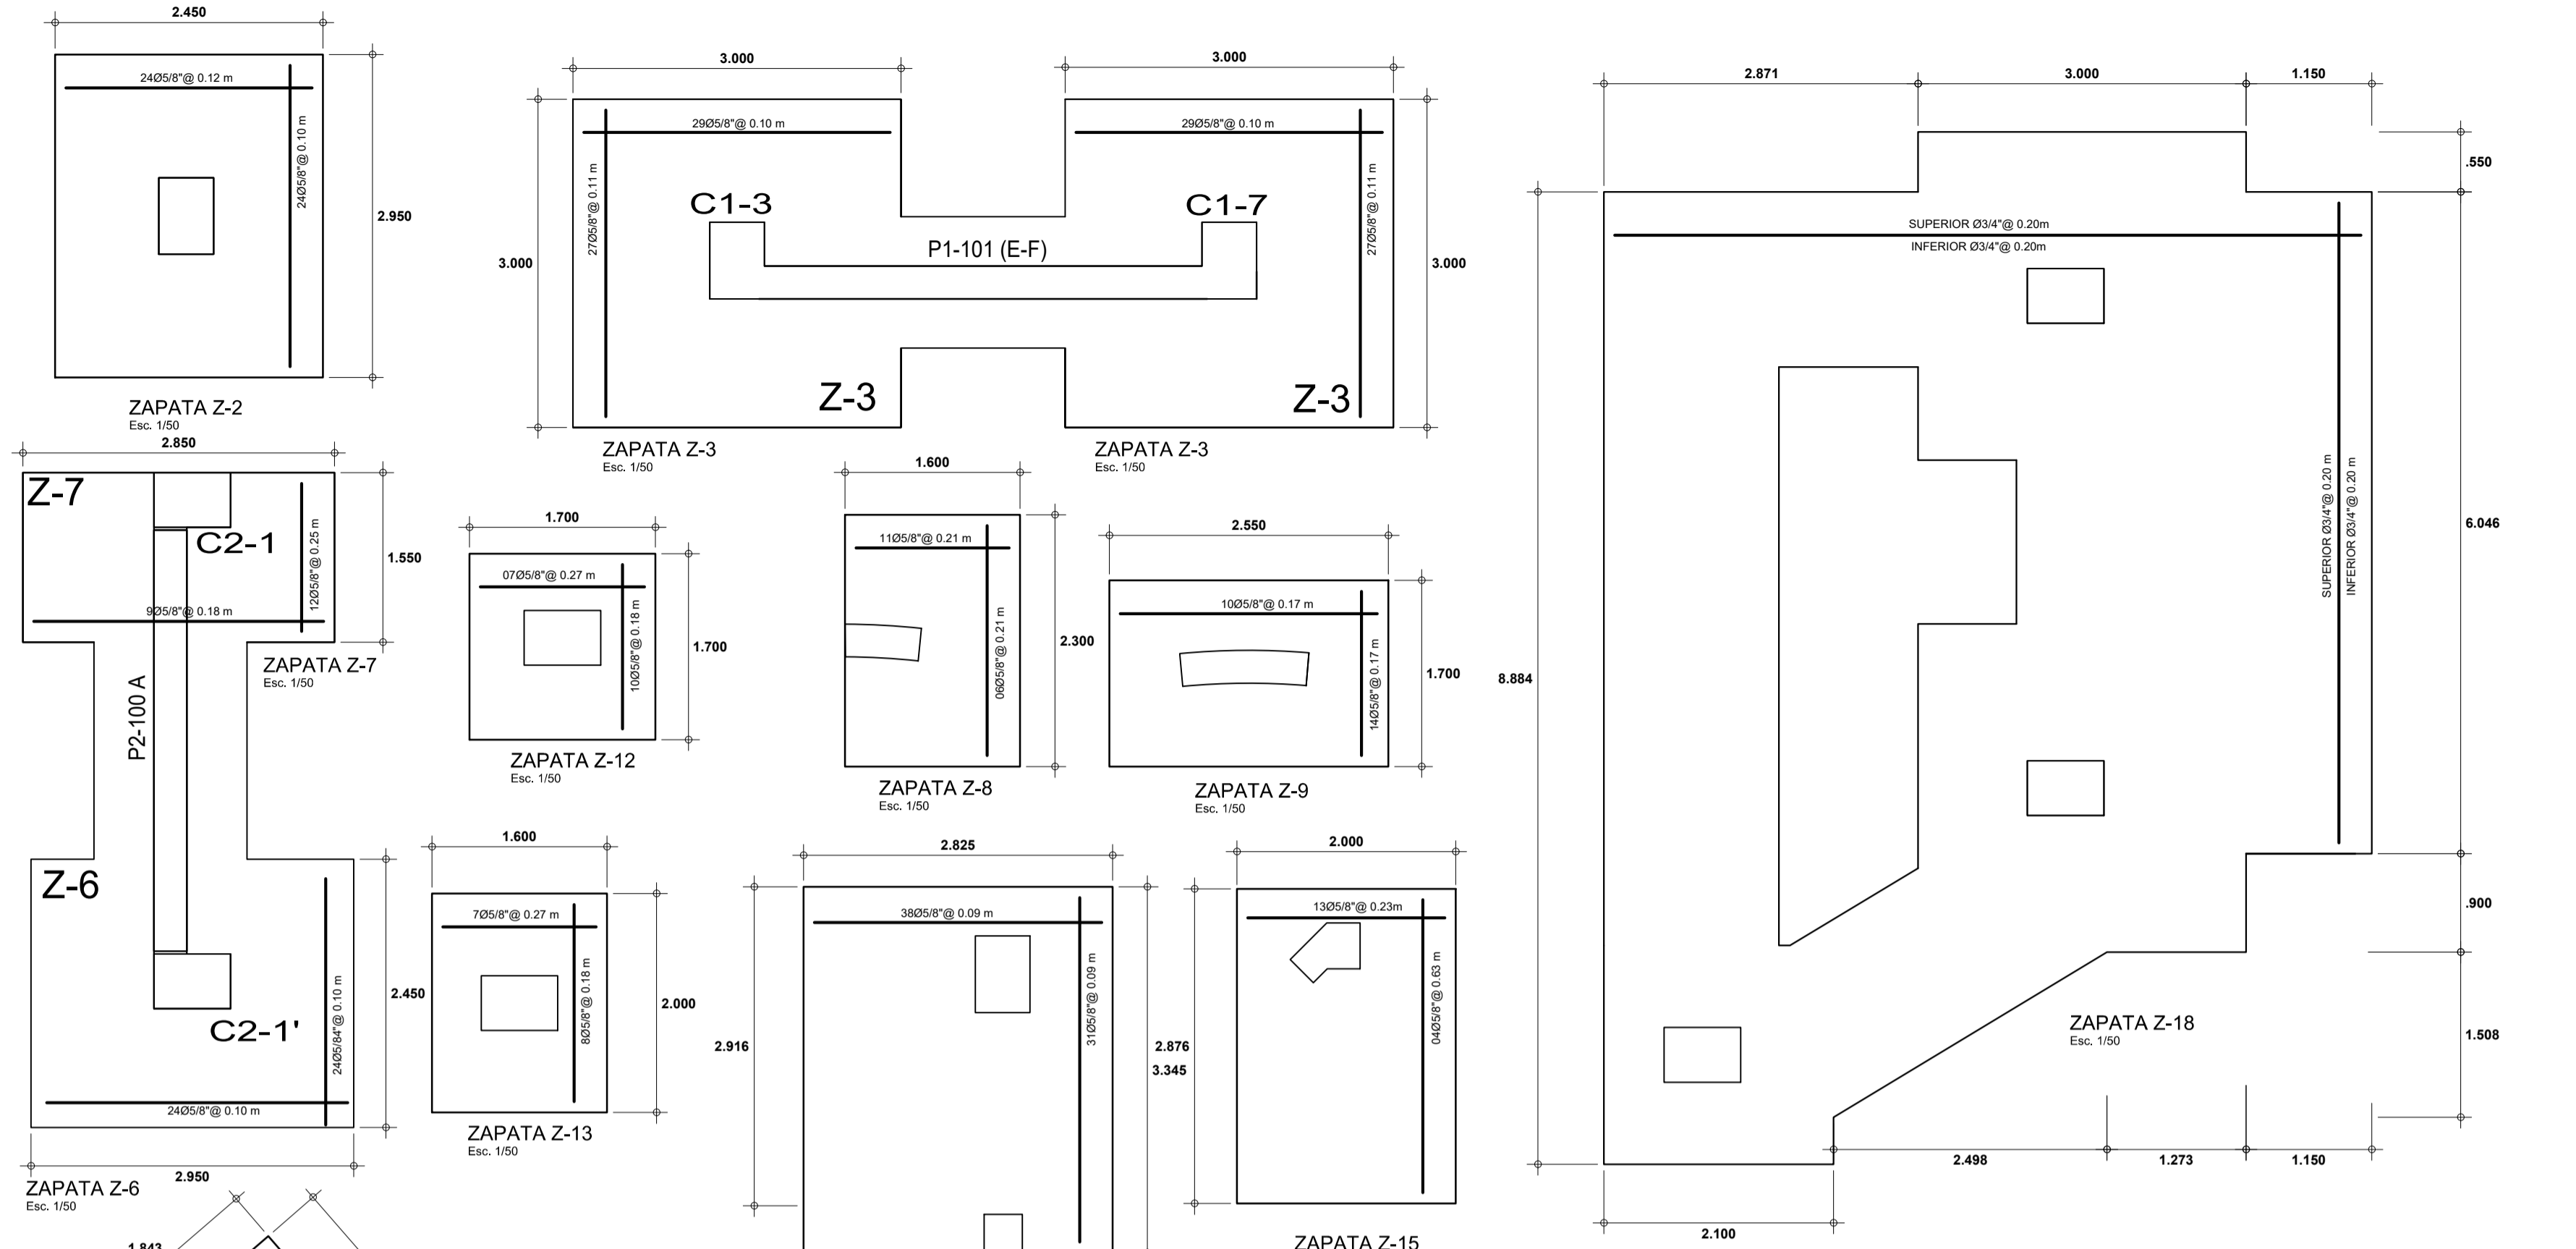 2.450
24Ø5/8"@ 0.12 m
24Ø5/8"@ 0.10 m
2.950
ZAPATA Z-2
Esc. 1/50
3.000
3.000
29Ø5/8"@ 0.10 m
29Ø5/8"@ 0.10 m
27Ø5/8"@ 0.11 m
27Ø5/8"@ 0.11 m
C1-3
C1-7
P1-101 (E-F)
3.000
3.000
Z-3
Z-3
ZAPATA Z-3
Esc. 1/50
ZAPATA Z-3
Esc. 1/50
2.850
Z-7
C2-1
12Ø5/8"@ 0.25 m
1.550
9Ø5/8"@ 0.18 m
ZAPATA Z-7
Esc. 1/50
P2-100 A
Z-6
2.450
C2-1'
24Ø5/84"@ 0.10 m
24Ø5/8"@ 0.10 m
2.950
ZAPATA Z-6
Esc. 1/50
1.843
1.700
07Ø5/8"@ 0.27 m
10Ø5/8"@ 0.18 m
1.700
ZAPATA Z-12
Esc. 1/50
1.600
11Ø5/8"@ 0.21 m
06Ø5/8"@ 0.21 m
2.300
ZAPATA Z-8
Esc. 1/50
2.550
10Ø5/8"@ 0.17 m
14Ø5/8"@ 0.17 m
1.700
ZAPATA Z-9
Esc. 1/50
1.600
7Ø5/8"@ 0.27 m
8Ø5/8"@ 0.18 m
2.000
ZAPATA Z-13
Esc. 1/50
2.825
38Ø5/8"@ 0.09 m
31Ø5/8"@ 0.09 m
2.916
2.876
3.345
2.000
13Ø5/8"@ 0.23m
04Ø5/8"@ 0.63 m
ZAPATA Z-15
2.871
3.000
1.150
.550
SUPERIOR Ø3/4"@ 0.20m
INFERIOR Ø3/4"@ 0.20m
SUPERIOR Ø3/4"@ 0.20 m
INFERIOR Ø3/4"@ 0.20 m
6.046
8.884
.900
ZAPATA Z-18
Esc. 1/50
1.508
2.498
1.273
1.150
2.100